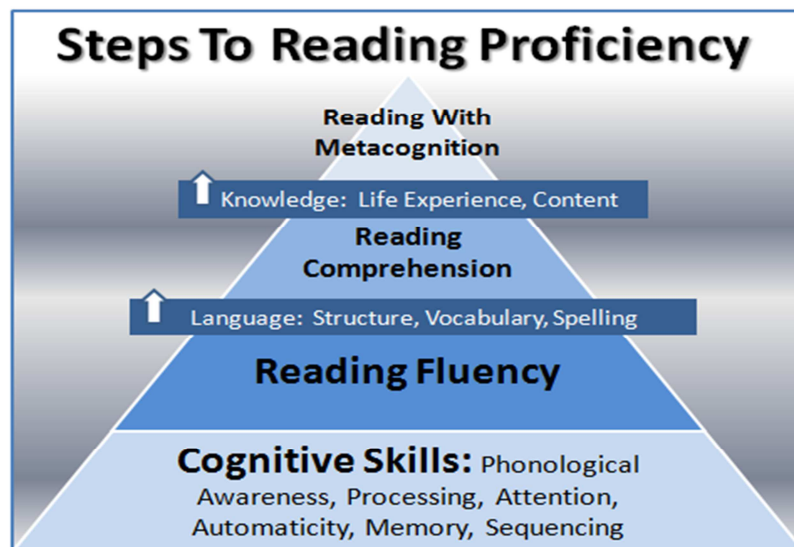 Steps To Reading Proficiency
Reading With
Metacognition
Knowledge: Life Experience, Content
Reading
Comprehension
Language: Structure, Vocabulary, Spelling
Reading Fluency
Cognitive Skills: Phonological
Awareness, Processing, Attention,
Automaticity, Memory, Sequencing